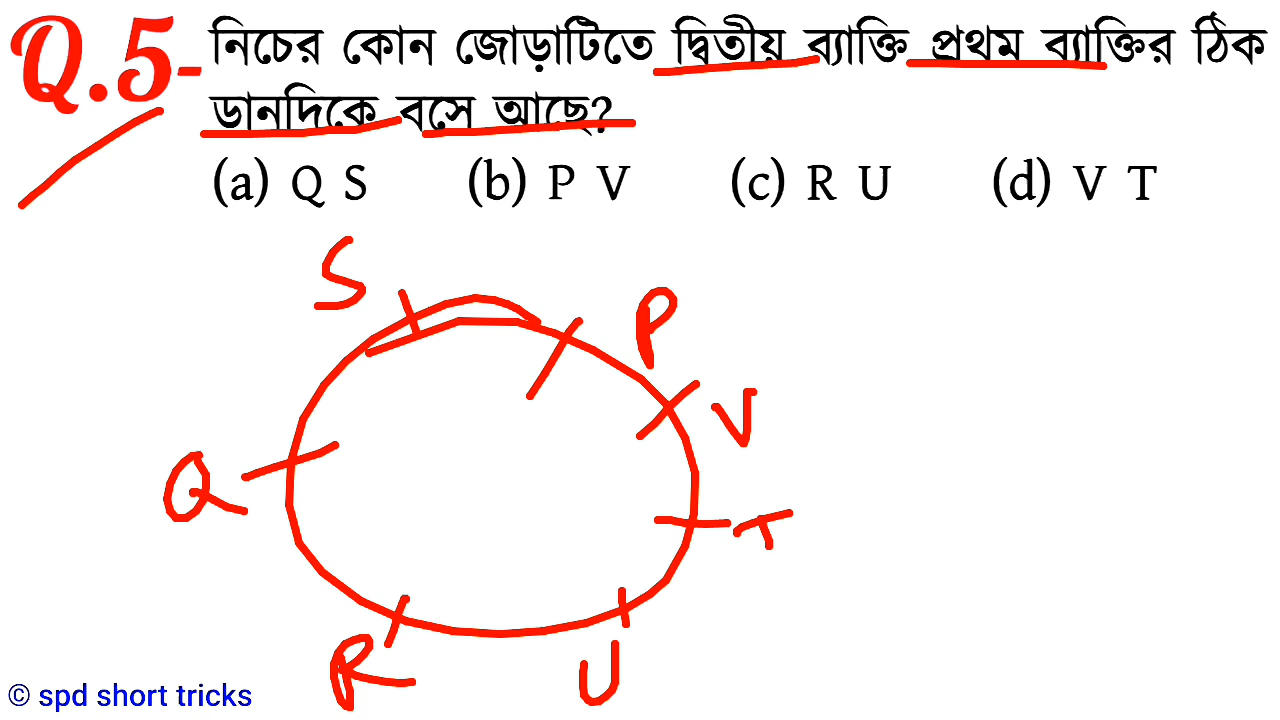 Q.5- নিচের কোন জোড়াটিতে দ্বিতীয় ব্যাক্তি প্রথম ব্যাক্তির ঠিক
ডানদিকে বসে আছে?
(a) Q S (b) P V (c) R U (d) V T
S
P
V
Q
T
R
U
© spd short tricks